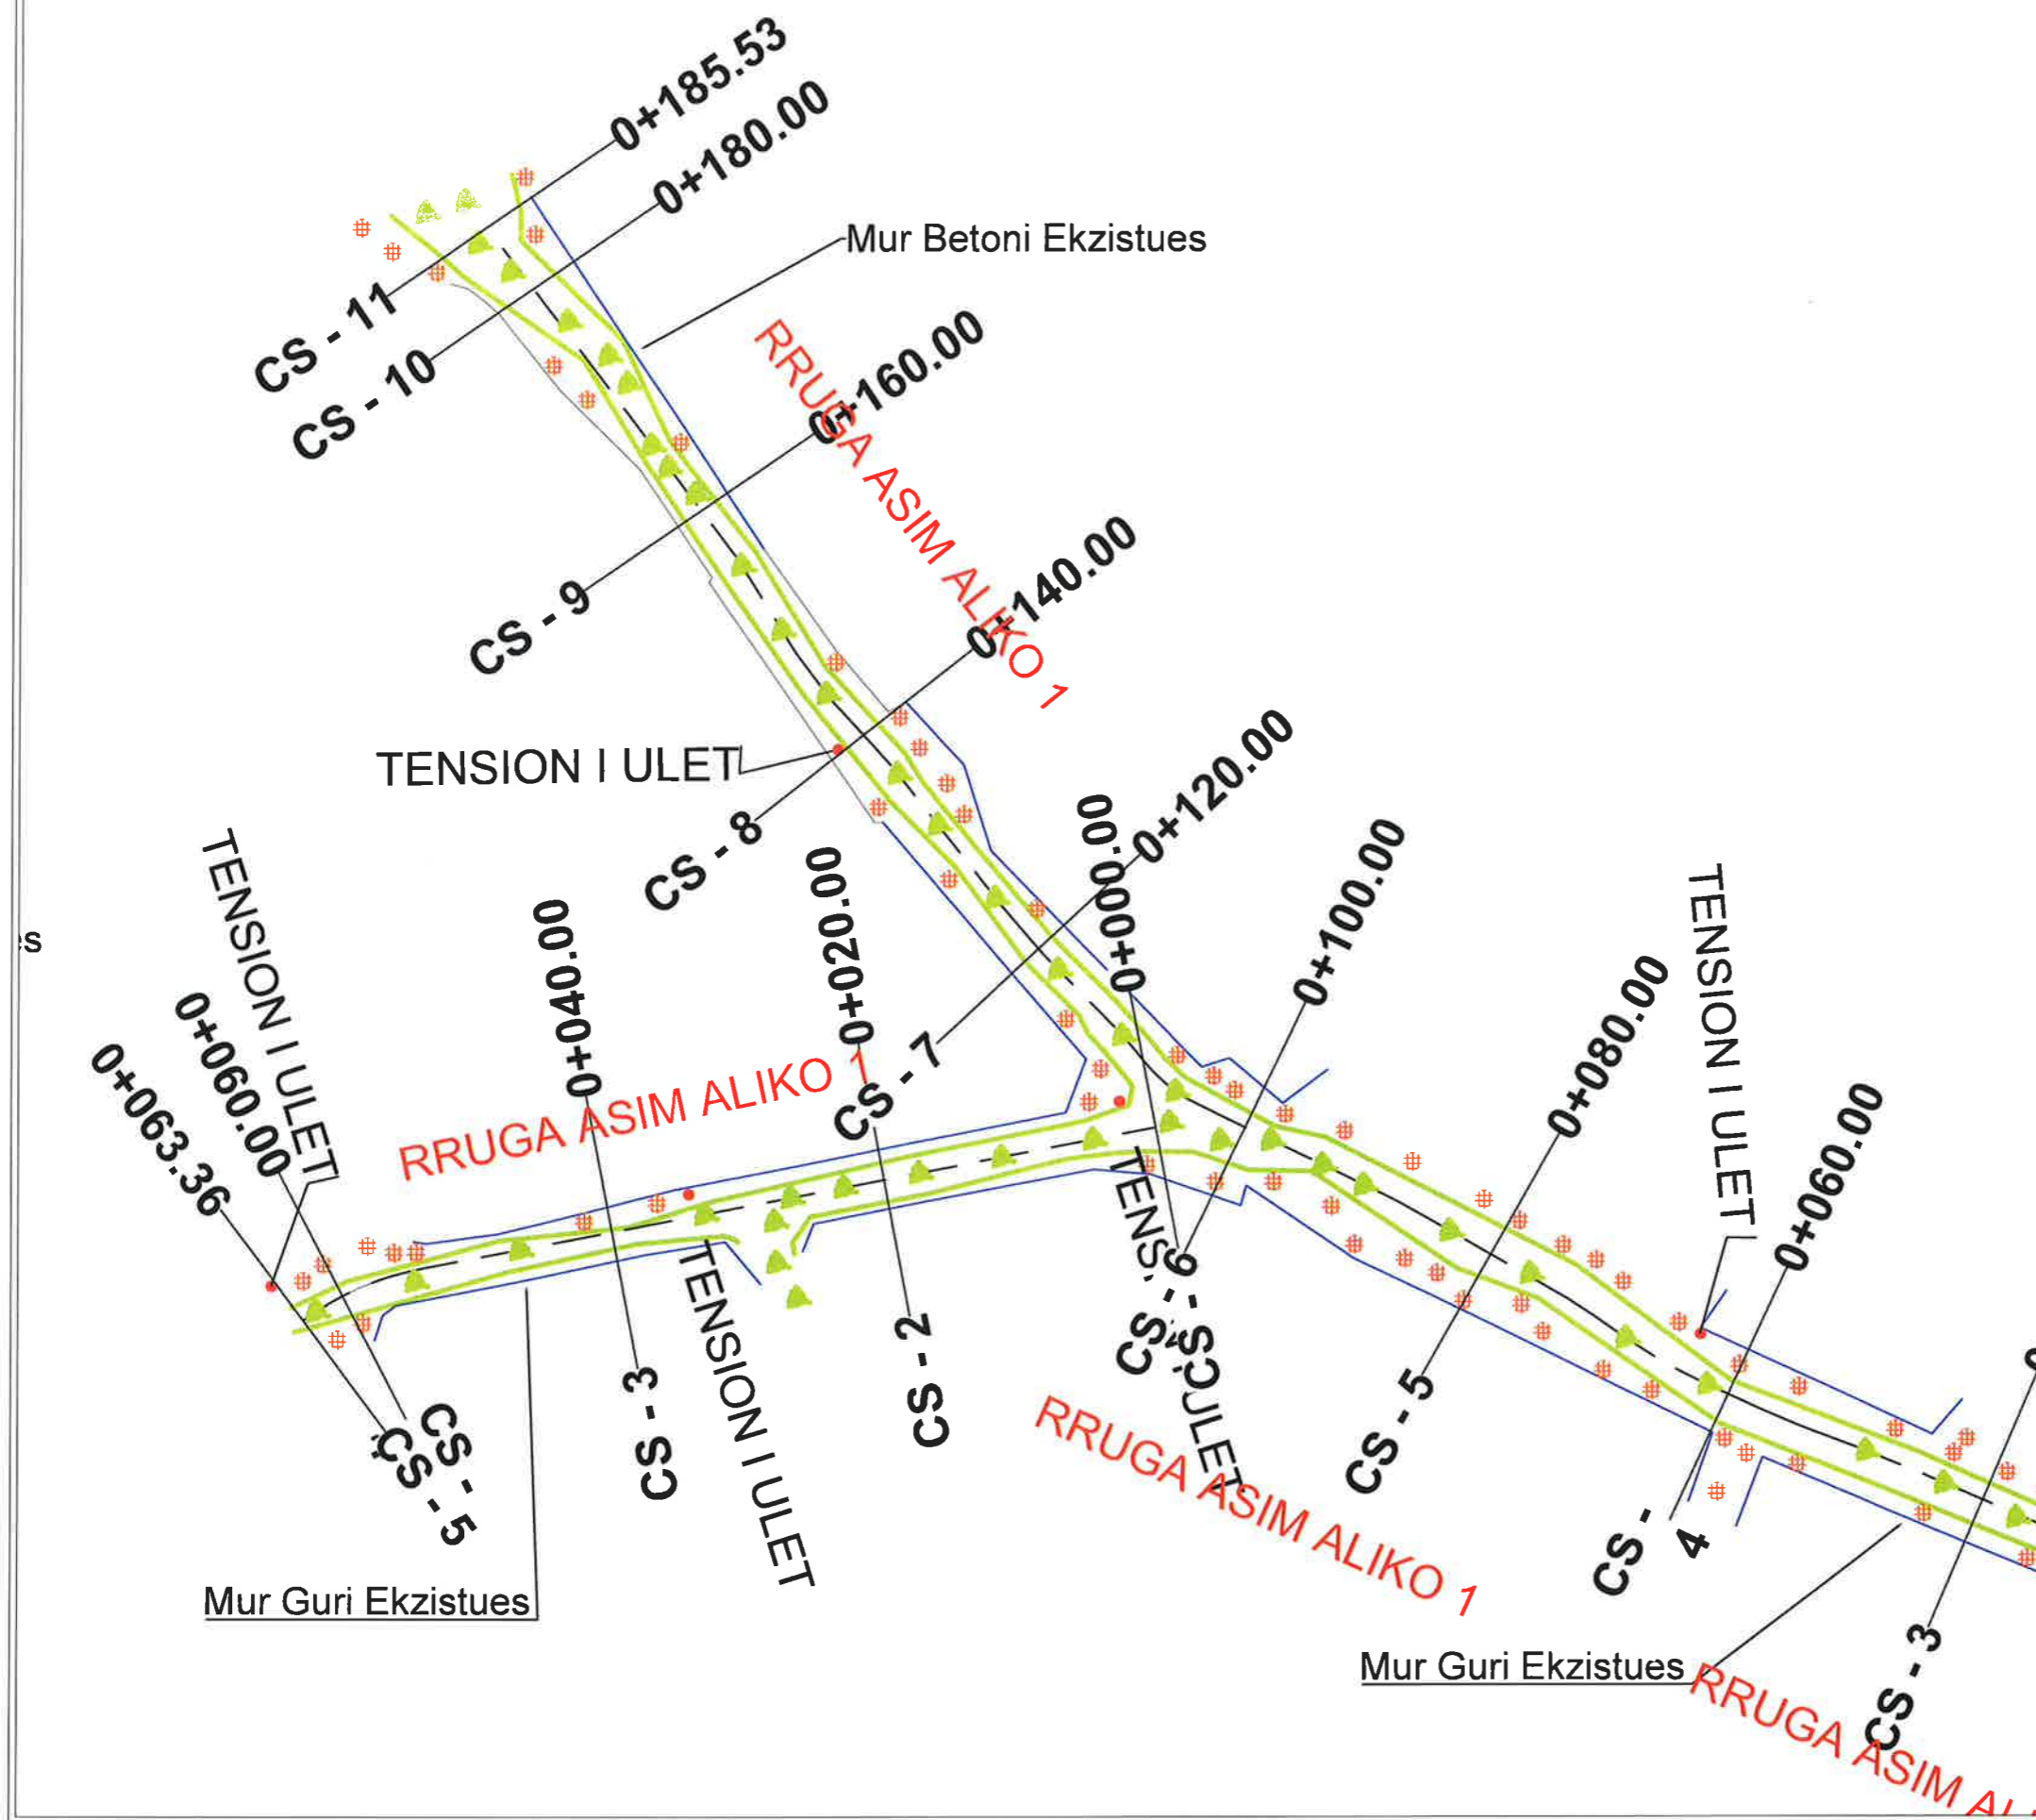 0+185.53
0+180.00
Mur Betoni Ekzistues
CS - 11
CS - 10
0+160.00
RRUGA ASIM ALIKO 1
CS - 9
0+140.00
TENSION I ULET
CS - 8
0+120.00
0+000.00
0+100.00
0+020.00
TENSION I ULET
0+040.00
TENSION I ULET
0+080.00
0+060.00
0+063.36
0+060.00
RRUGA ASIM ALIKO 1
CS - 7
CS - 6
CS - 5
CS - 2
CS - 3
TENSION I ULET
CS -
CS - 5
RRUGA ASIM ALIKO 1
CS -
4
Mur Guri Ekzistues
Mur Guri Ekzistues
CS - 3
RRUGA ASIM AL